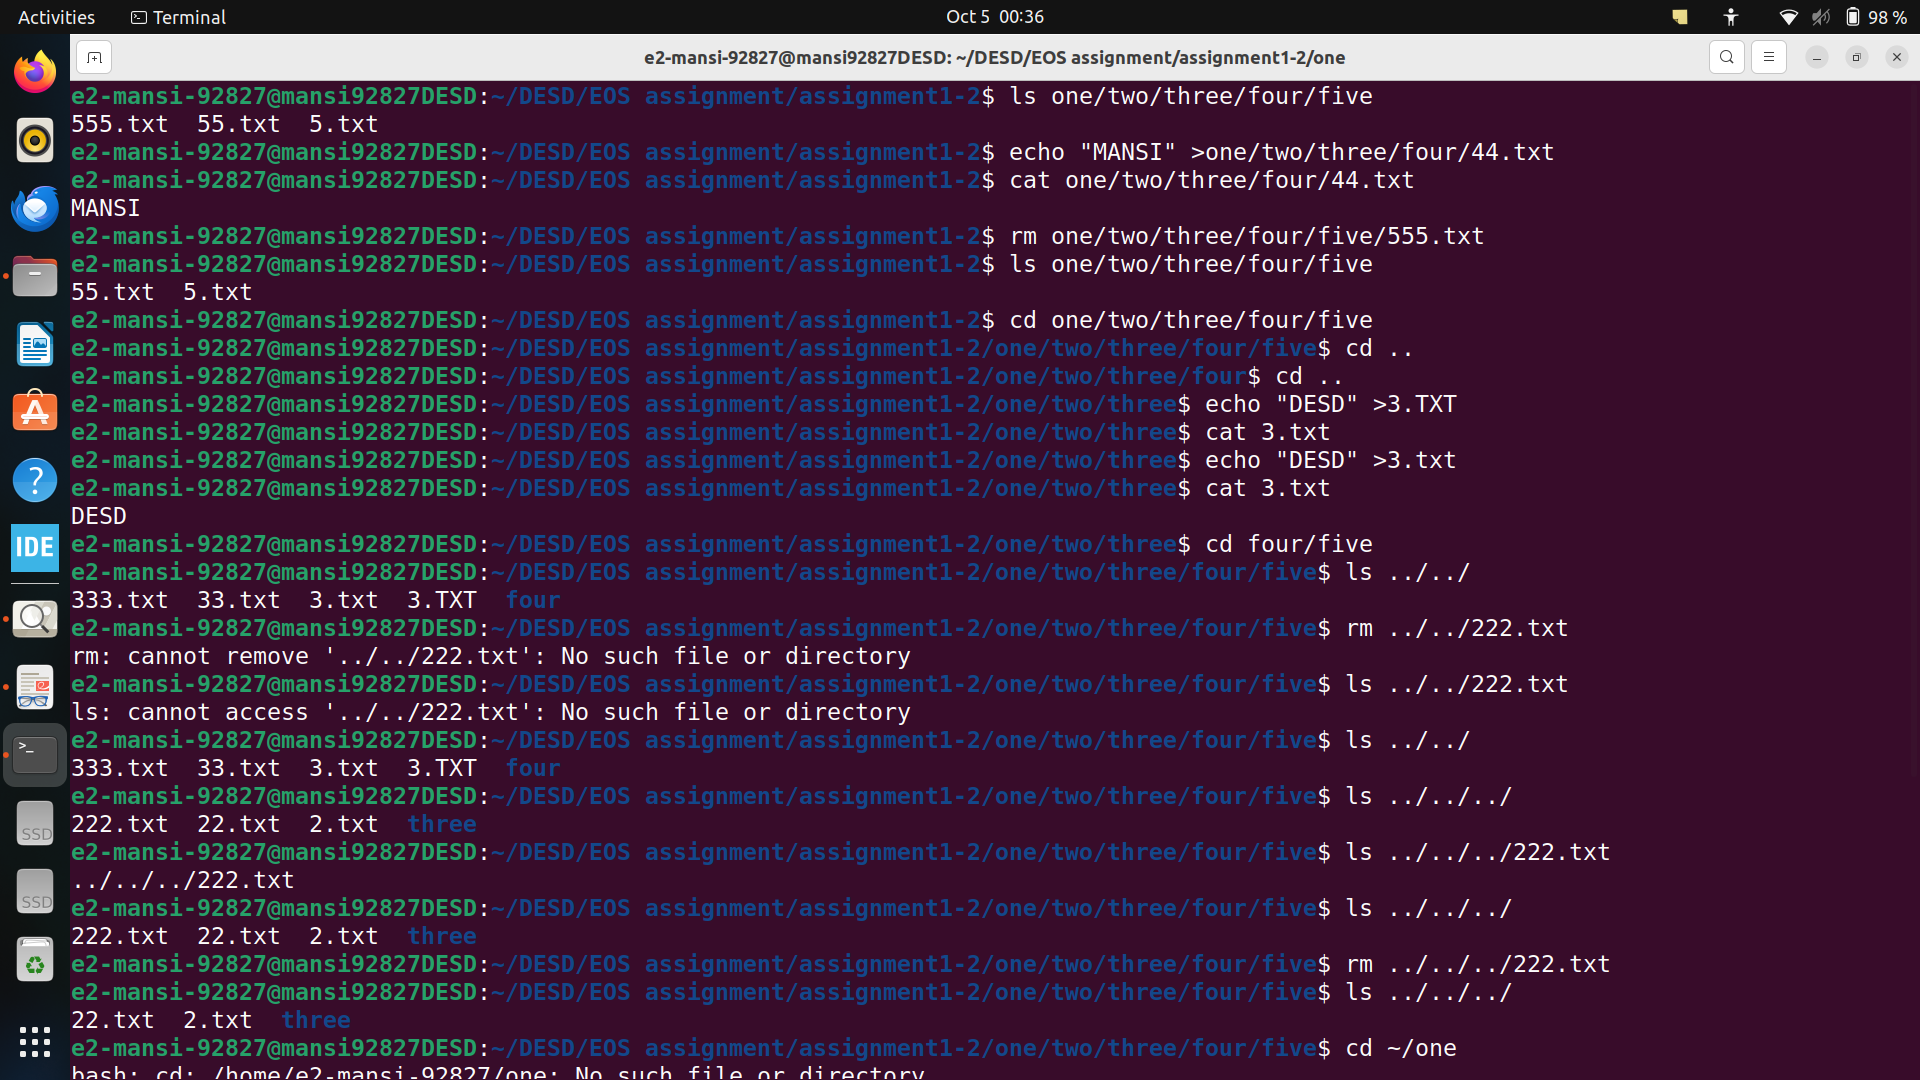 Activities Terminal Oct 5 00:36 98 %
e2-mansi-92827@mansi92827DESD: ~/DESD/EOS assignment/assignment1-2/one
e2-mansi-92827@mansi92827DESD:~/DESD/EOS assignment/assignment1-2$ ls one/two/three/four/five
555.txt  55.txt  5.txt
e2-mansi-92827@mansi92827DESD:~/DESD/EOS assignment/assignment1-2$ echo "MANSI" >one/two/three/four/44.txt
e2-mansi-92827@mansi92827DESD:~/DESD/EOS assignment/assignment1-2$ cat one/two/three/four/44.txt
MANSI
e2-mansi-92827@mansi92827DESD:~/DESD/EOS assignment/assignment1-2$ rm one/two/three/four/five/555.txt
e2-mansi-92827@mansi92827DESD:~/DESD/EOS assignment/assignment1-2$ ls one/two/three/four/five
55.txt  5.txt
e2-mansi-92827@mansi92827DESD:~/DESD/EOS assignment/assignment1-2$ cd one/two/three/four/five
e2-mansi-92827@mansi92827DESD:~/DESD/EOS assignment/assignment1-2/one/two/three/four/five$ cd ..
e2-mansi-92827@mansi92827DESD:~/DESD/EOS assignment/assignment1-2/one/two/three/four$ cd ..
e2-mansi-92827@mansi92827DESD:~/DESD/EOS assignment/assignment1-2/one/two/three$ echo "DESD" >3.TXT
e2-mansi-92827@mansi92827DESD:~/DESD/EOS assignment/assignment1-2/one/two/three$ cat 3.txt
e2-mansi-92827@mansi92827DESD:~/DESD/EOS assignment/assignment1-2/one/two/three$ echo "DESD" >3.txt
e2-mansi-92827@mansi92827DESD:~/DESD/EOS assignment/assignment1-2/one/two/three$ cat 3.txt
DESD
e2-mansi-92827@mansi92827DESD:~/DESD/EOS assignment/assignment1-2/one/two/three$ cd four/five
e2-mansi-92827@mansi92827DESD:~/DESD/EOS assignment/assignment1-2/one/two/three/four/five$ ls ../../
333.txt  33.txt  3.txt  3.TXT  four
e2-mansi-92827@mansi92827DESD:~/DESD/EOS assignment/assignment1-2/one/two/three/four/five$ rm ../../222.txt
rm: cannot remove '../../222.txt': No such file or directory
e2-mansi-92827@mansi92827DESD:~/DESD/EOS assignment/assignment1-2/one/two/three/four/five$ ls ../../222.txt
ls: cannot access '../../222.txt': No such file or directory
e2-mansi-92827@mansi92827DESD:~/DESD/EOS assignment/assignment1-2/one/two/three/four/five$ ls ../../
333.txt  33.txt  3.txt  3.TXT  four
e2-mansi-92827@mansi92827DESD:~/DESD/EOS assignment/assignment1-2/one/two/three/four/five$ ls ../../../
222.txt  22.txt  2.txt  three
e2-mansi-92827@mansi92827DESD:~/DESD/EOS assignment/assignment1-2/one/two/three/four/five$ ls ../../../222.txt
../../../222.txt
e2-mansi-92827@mansi92827DESD:~/DESD/EOS assignment/assignment1-2/one/two/three/four/five$ ls ../../../
222.txt  22.txt  2.txt  three
e2-mansi-92827@mansi92827DESD:~/DESD/EOS assignment/assignment1-2/one/two/three/four/five$ rm ../../../222.txt
e2-mansi-92827@mansi92827DESD:~/DESD/EOS assignment/assignment1-2/one/two/three/four/five$ ls ../../../
22.txt  2.txt  three
e2-mansi-92827@mansi92827DESD:~/DESD/EOS assignment/assignment1-2/one/two/three/four/five$ cd ~/one
bash: cd: /home/e2-mansi-92827/one: No such file or directory
IDE
SSD
SSD